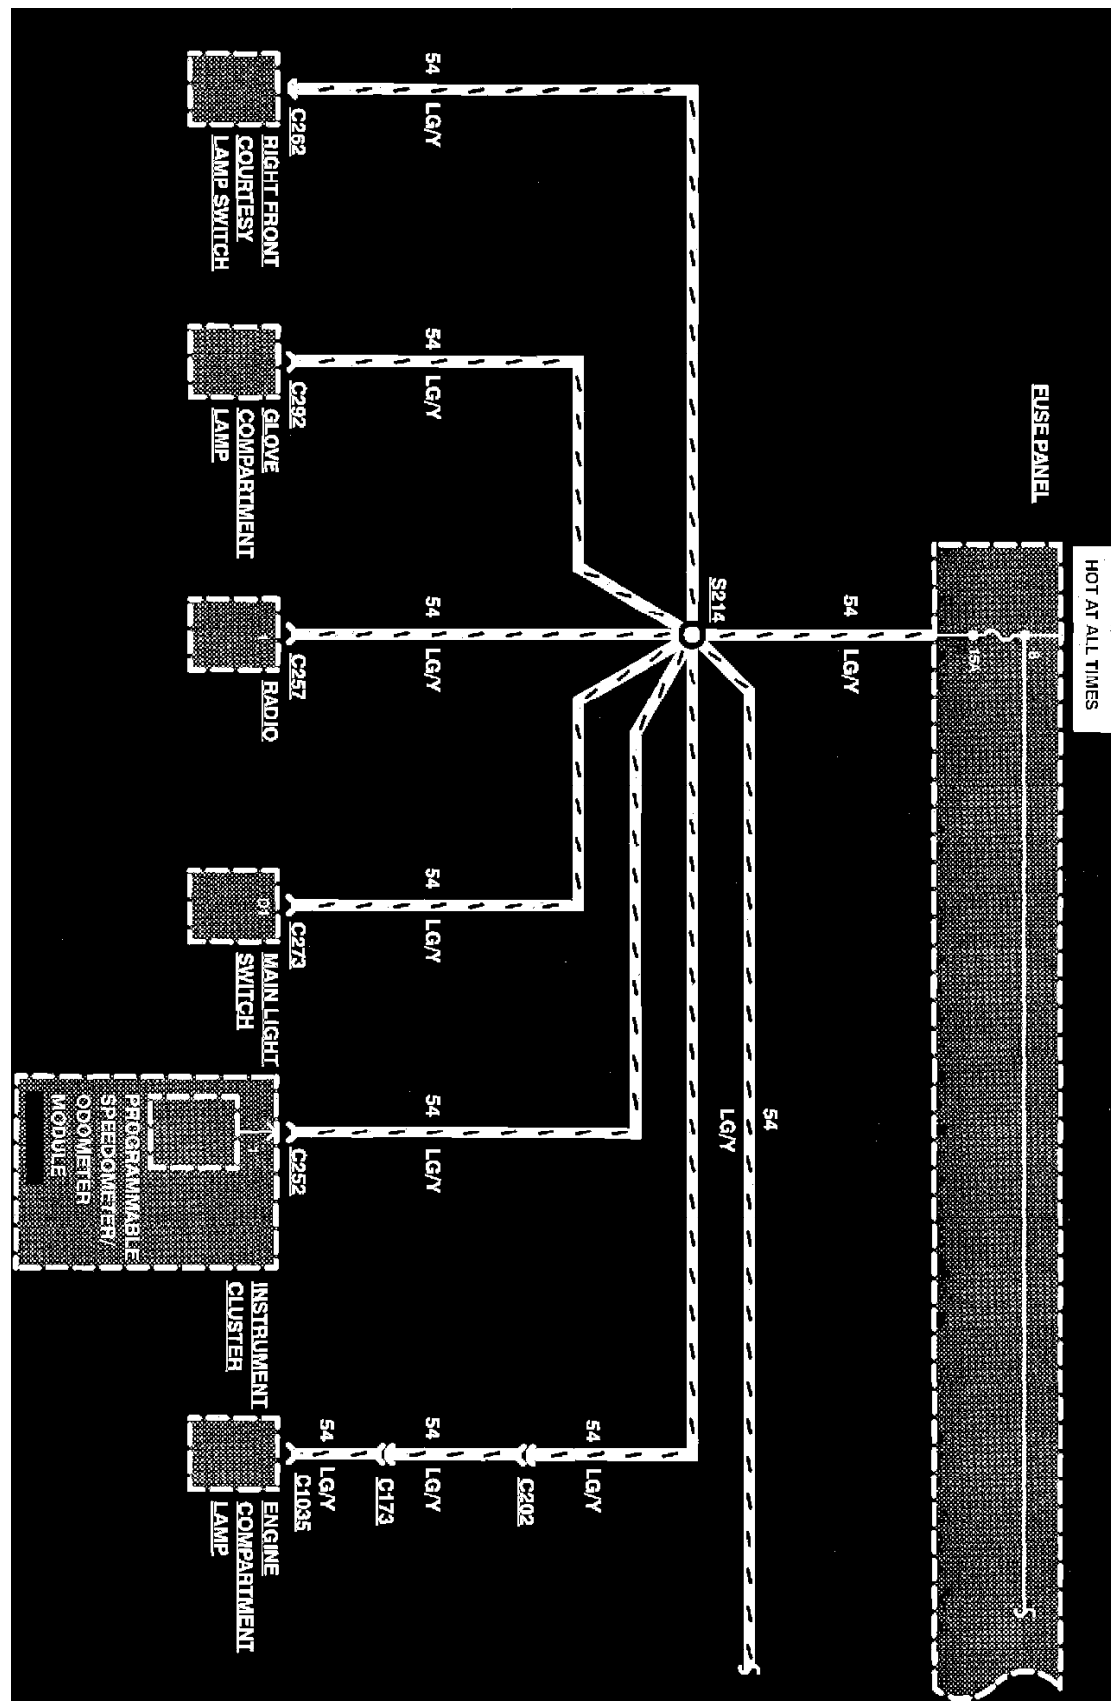 HOT AT ALL TIMES
FUSE PANEL
15A
54
LG/Y
S214
54
LG/Y
54
LG/Y
54
LG/Y
54
LG/Y
54
LG/Y
54
LG/Y
54
LG/Y
C202
54
LG/Y
C173
54
LG/Y
C262
RIGHT FRONT
COURTESY
LAMP SWITCH
C292
GLOVE
COMPARTMENT
LAMP
C257
RADIO
C273
MAIN LIGHT
SWITCH
C252
PROGRAMMABLE
SPEEDOMETER/
ODOMETER
MODULE
INSTRUMENT
CLUSTER
C1035
ENGINE
COMPARTMENT
LAMP